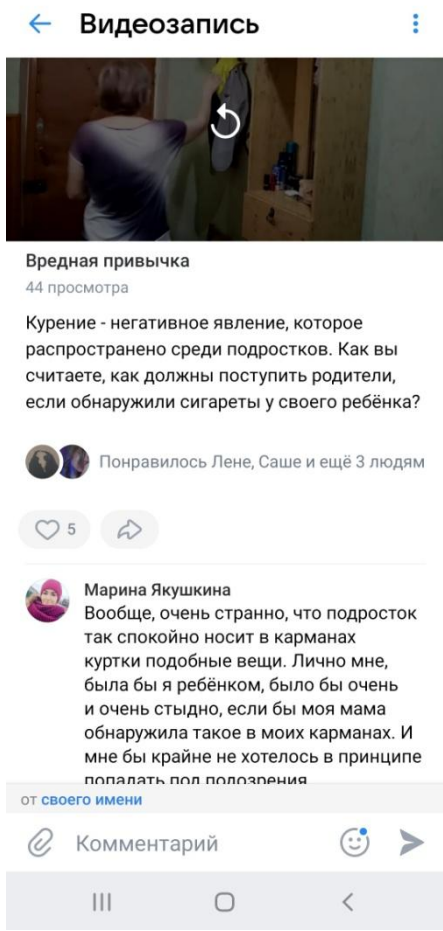 Видеозапись
Вредная привычка
44 просмотра
Курение - негативное явление, которое
распространено среди подростков. Как вы
считаете, как должны поступить родители,
если обнаружили сигареты у своего ребёнка?
Понравилось Лене, Саше и ещё 3 людям
5
Марина Якушкина
Вообще, очень странно, что подросток
так спокойно носит в карманах
куртки подобные вещи. Лично мне,
была бы я ребёнком, было бы очень
и очень стыдно, если бы моя мама
обнаружила такое в моих карманах. И
мне бы крайне не хотелось в принципе
попадать под подозрения
от своего имени
Комментарий